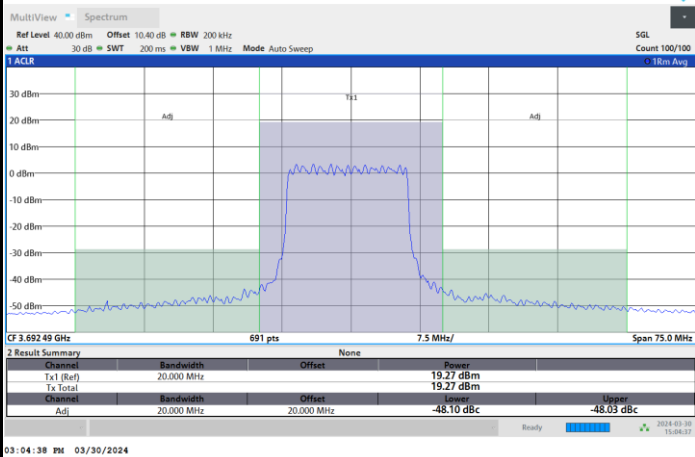 MultiView Spectrum
Ref Level 40.00 dBm Offset 10.40 dB RBW 200 kHz SGL
Att 30 dB SWT 200 ms VBW 1 MHz Mode Auto Sweep Count 100/100
1 ACLR 1Rm Avg
30 dBm
Tx1
20 dBm
Adj
Adj
10 dBm
0 dBm
-10 dBm
-20 dBm
-30 dBm
-40 dBm
-50 dBm
CF 3.692 49 GHz 691 pts 7.5 MHz/ Span 75.0 MHz
2 Result Summary None
Channel Bandwidth Offset Power
Tx1 (Ref) 20.000 MHz 19.27 dBm
Tx Total 19.27 dBm
Channel Bandwidth Offset Lower Upper
Adj 20.000 MHz 20.000 MHz -48.10 dBc -48.03 dBc
Ready 2024-03-30
15:04:37
03:04:38 PM 03/30/2024